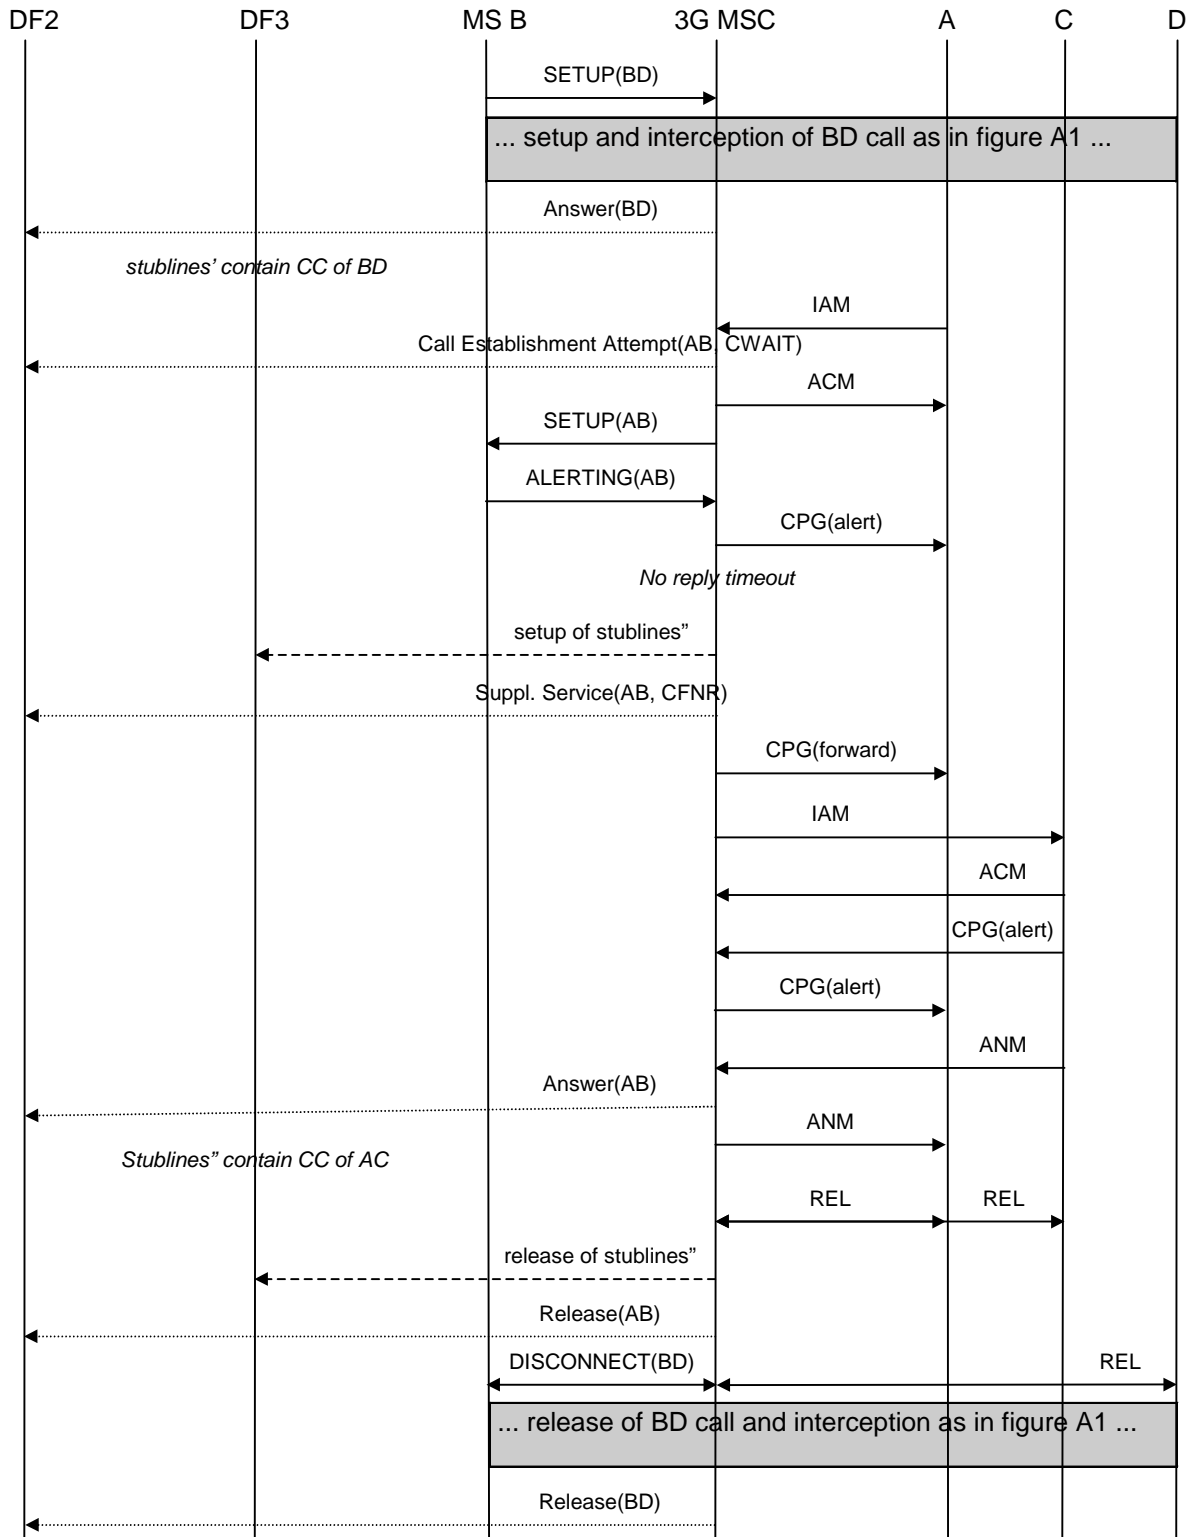 DF2 DF3 MS B 3G MSC A C D
SETUP(BD)
... setup and interception of BD call as in figure A1 ...
Answer(BD)
stublines’ contain CC of BD
IAM
Call Establishment Attempt(AB, CWAIT)
ACM
SETUP(AB)
ALERTING(AB)
CPG(alert)
No reply timeout
setup of stublines”
Suppl. Service(AB, CFNR)
CPG(forward)
IAM
ACM
CPG(alert)
CPG(alert)
ANM
Answer(AB)
ANM
Stublines” contain CC of AC
REL REL
release of stublines”
Release(AB)
DISCONNECT(BD) REL
... release of BD call and interception as in figure A1 ...
Release(BD)